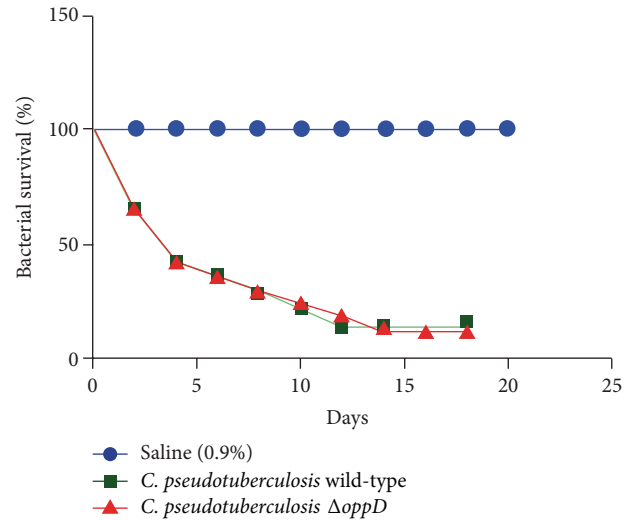 150
100
50
0
Bacterial survival (%)
0 5 10 15 20 25
Days
Saline (0.9%)
C. pseudotuberculosis wild-type
C. pseudotuberculosis ΔoppD